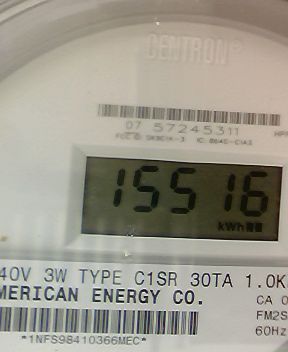 CENTRON®
07 57245311
15516
kWh
40V 3W TYPE C1SR 30TA 1.0K
MERICAN ENERGY CO.
CA 0
FM2S
60Hz
*1NFS98410366MEC*